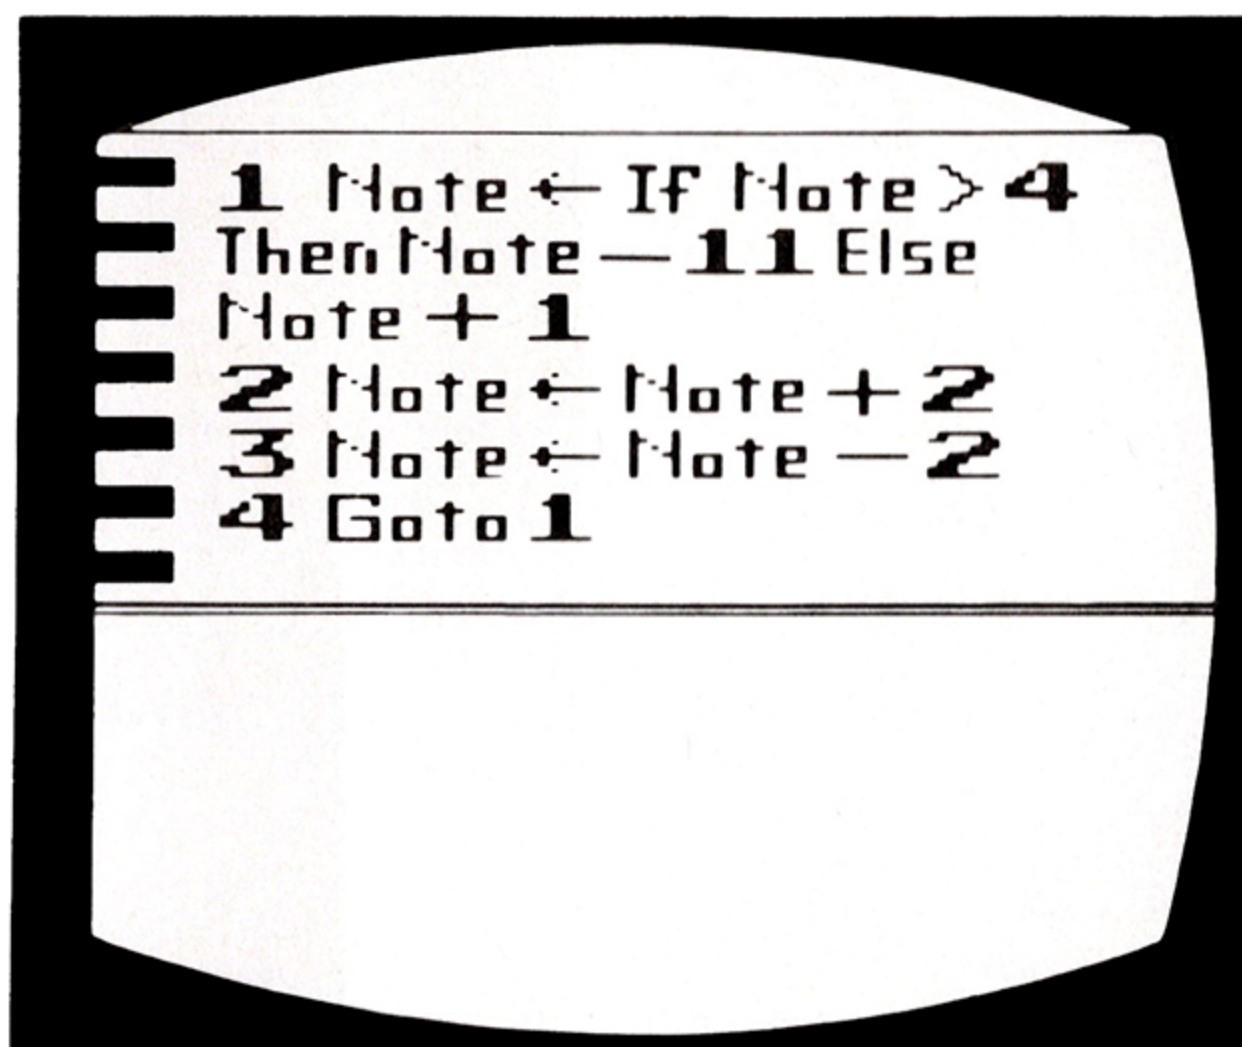 1 Note ← If Note > 4
Then Note — 11 Else
Note + 1
2 Note ← Note + 2
3 Note ← Note — 2
4 Goto 1